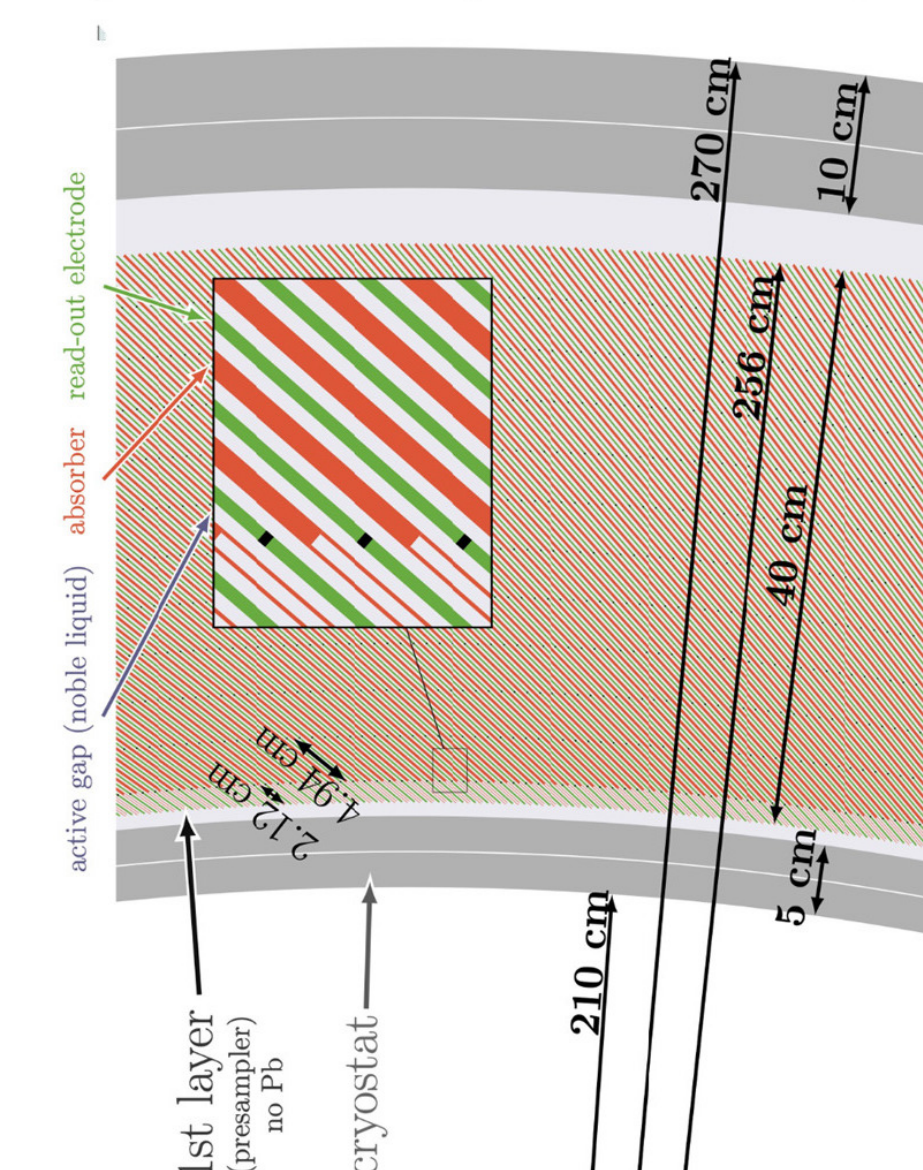 read-out electrode
absorber
active gap (noble liquid)
270 cm
10 cm
256 cm
40 cm
4.94 cm
2.12 cm
5 cm
210 cm
1st layer
(presampler)
no Pb
cryostat